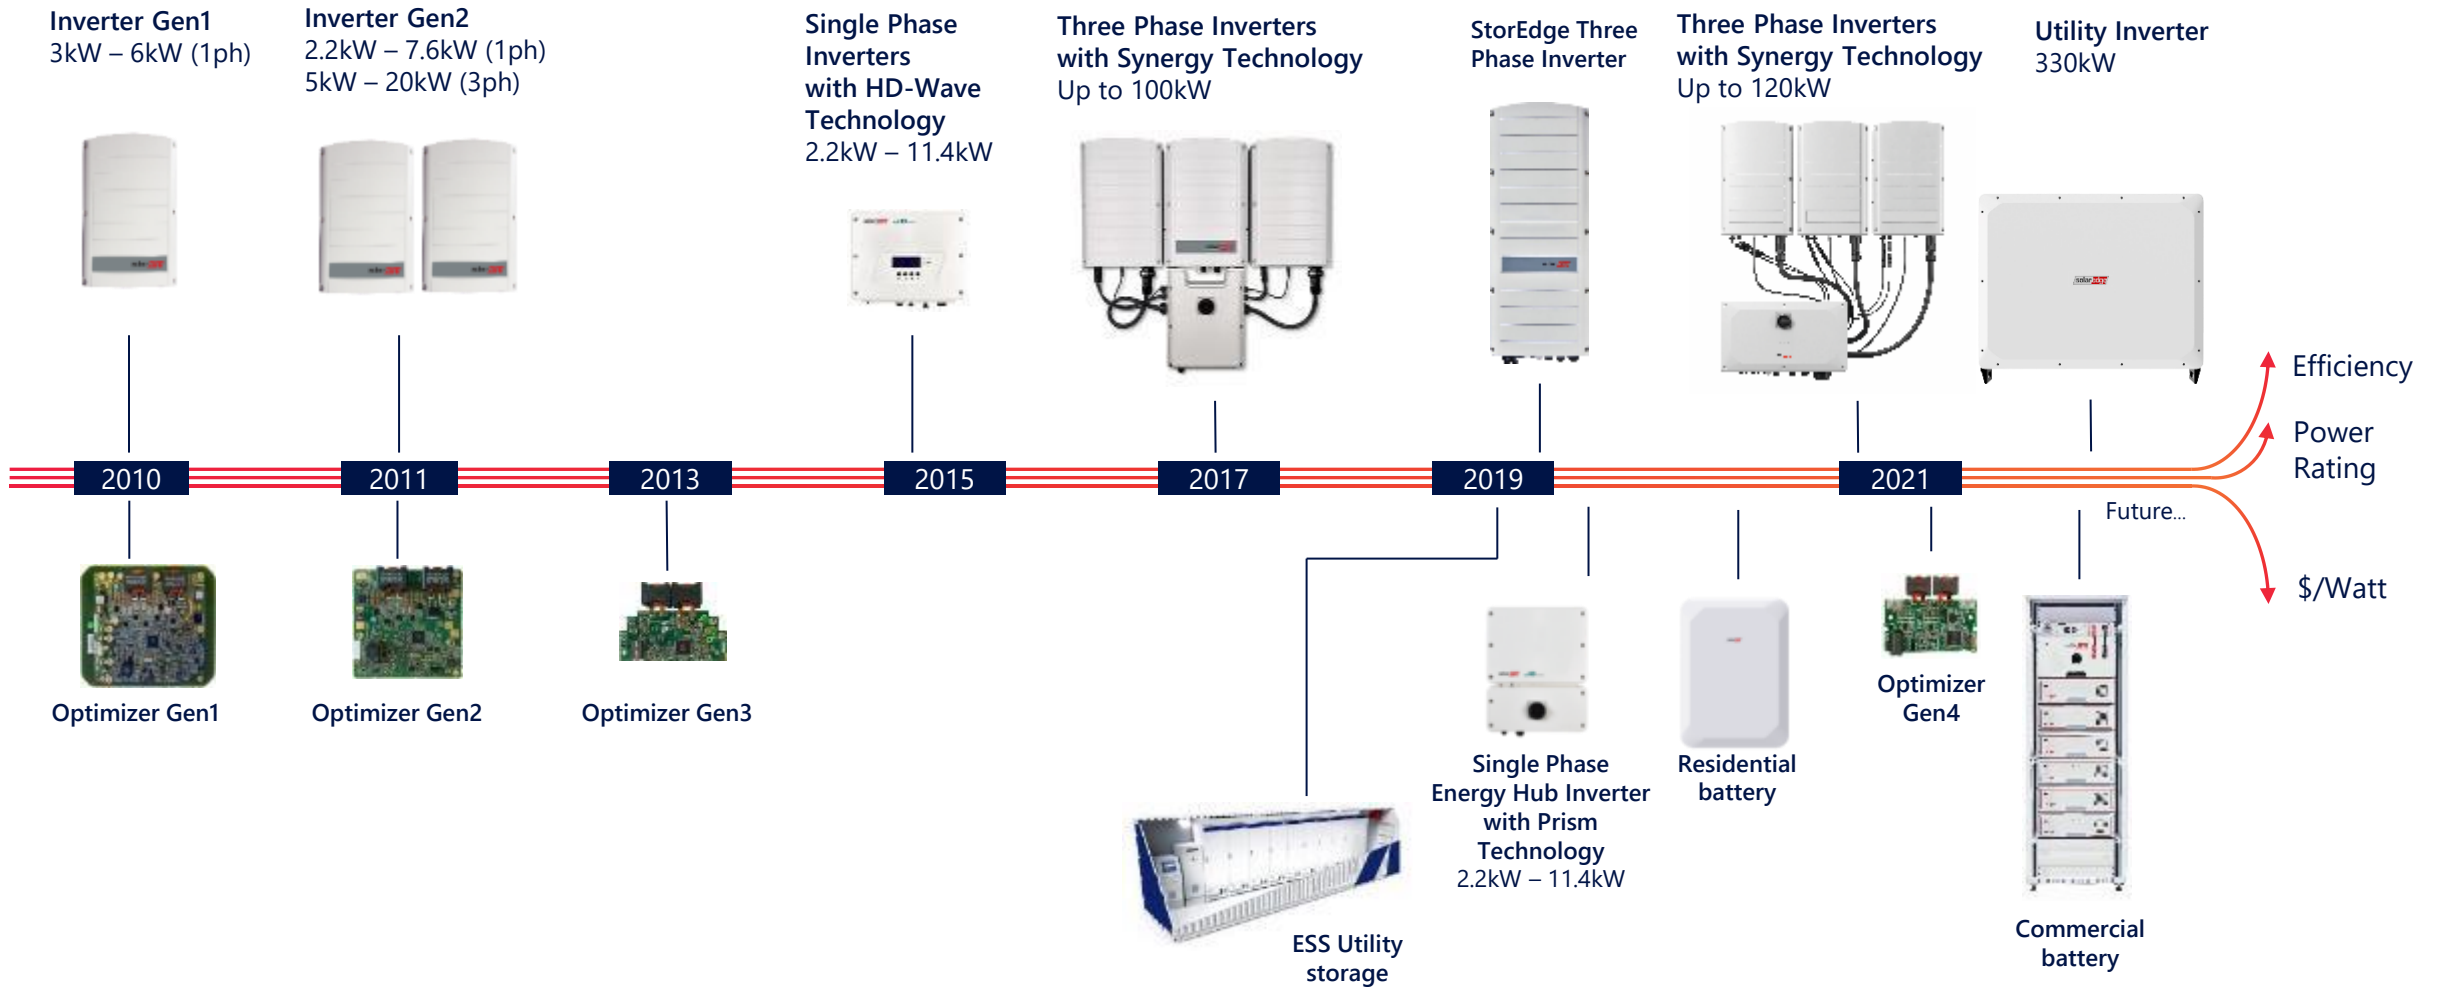 Inverter Gen1
3kW – 6kW (1ph)
Inverter Gen2
2.2kW – 7.6kW (1ph)
5kW – 20kW (3ph)
Single Phase
Inverters
with HD-Wave
Technology
2.2kW – 11.4kW
Three Phase Inverters
with Synergy Technology
Up to 100kW
StorEdge Three
Phase Inverter
Three Phase Inverters
with Synergy Technology
Up to 120kW
Utility Inverter
330kW
solaredge
Efficiency
Power
Rating
$/Watt
2010
2011
2013
2015
2017
2019
2021
Future...
Optimizer Gen1
Optimizer Gen2
Optimizer Gen3
ESS Utility
storage
Single Phase
Energy Hub Inverter
with Prism
Technology
2.2kW – 11.4kW
Residential
battery
Optimizer
Gen4
Commercial
battery